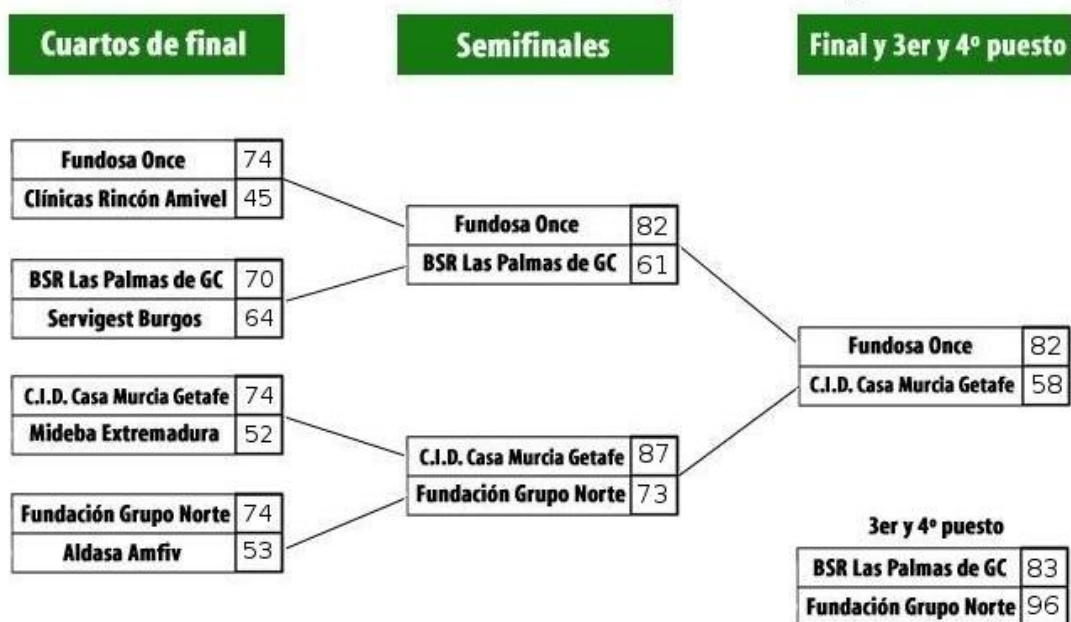 Cuartos de final
Semifinales
Final y 3er y 4º puesto
Fundosa Once 74
Clínicas Rincón Amivel 45
BSR Las Palmas de GC 70
Servigest Burgos 64
C.I.D. Casa Murcia Getafe 74
Mideba Extremadura 52
Fundación Grupo Norte 74
Aldasa Amfiv 53
Fundosa Once 82
BSR Las Palmas de GC 61
C.I.D. Casa Murcia Getafe 87
Fundación Grupo Norte 73
Fundosa Once 82
C.I.D. Casa Murcia Getafe 58
3er y 4º puesto
BSR Las Palmas de GC 83
Fundación Grupo Norte 96